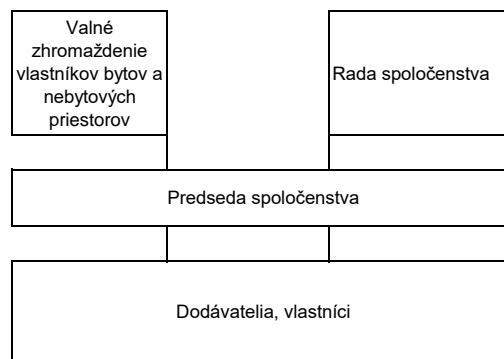 Valné
zhromaždenie
vlastníkov bytov a
nebytových
priestorov
Rada spoločenstva
Predseda spoločenstva
Dodávatelia, vlastníci